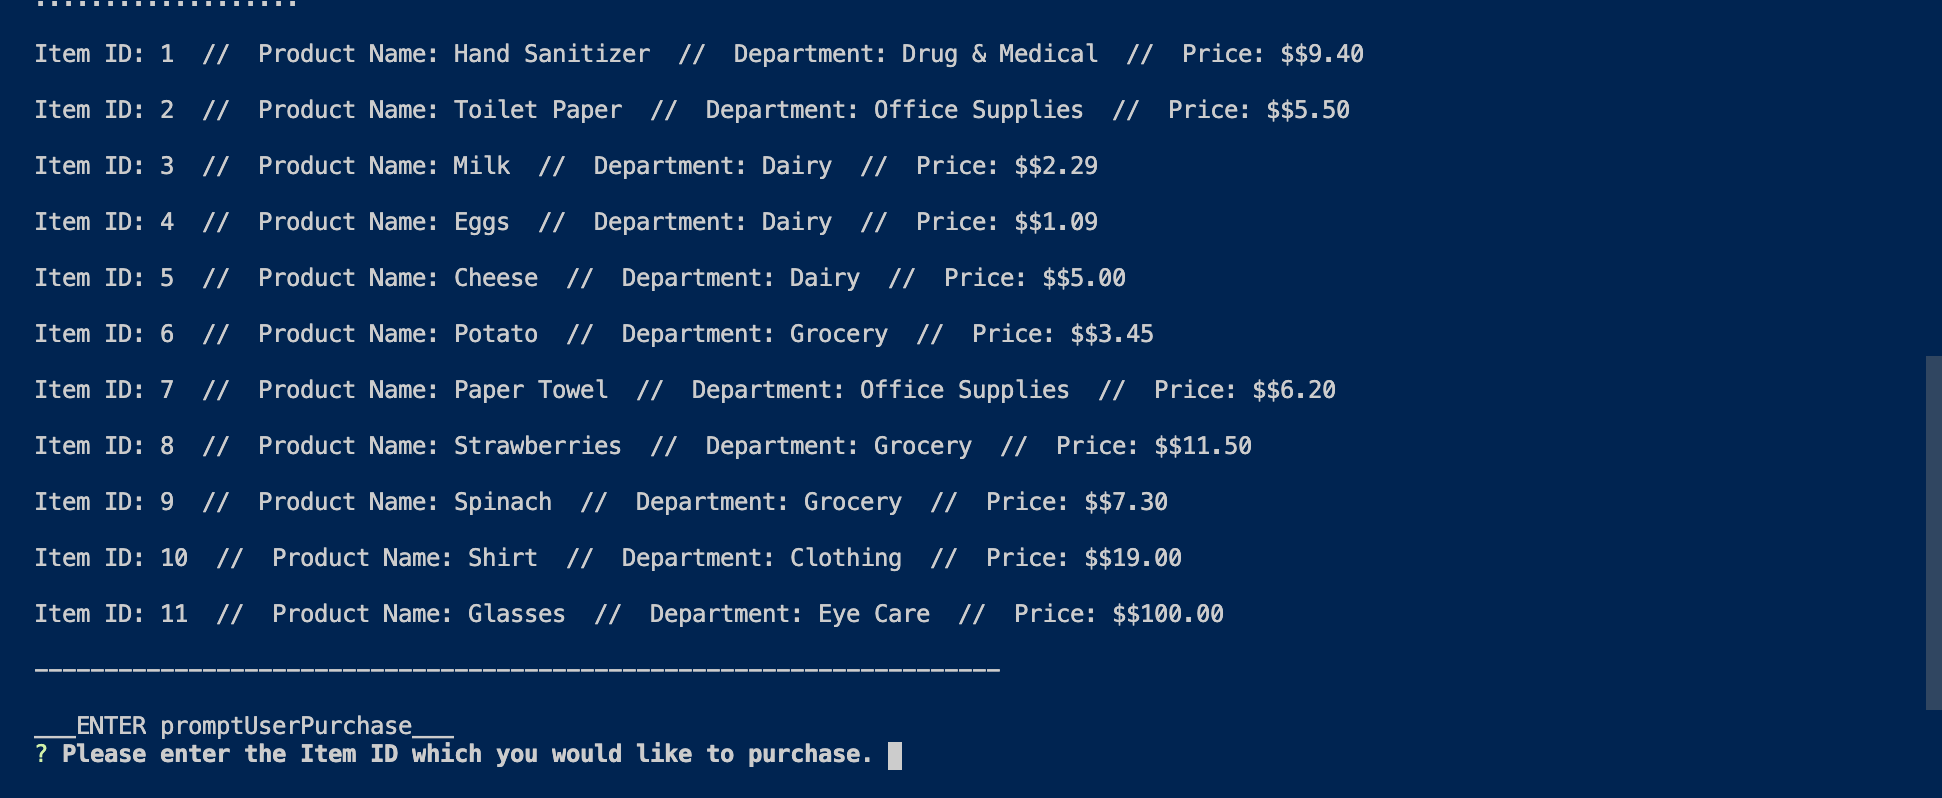 ...................
Item ID: 1  //  Product Name: Hand Sanitizer  //  Department: Drug & Medical  //  Price: $$9.40
Item ID: 2  //  Product Name: Toilet Paper  //  Department: Office Supplies  //  Price: $$5.50
Item ID: 3  //  Product Name: Milk  //  Department: Dairy  //  Price: $$2.29
Item ID: 4  //  Product Name: Eggs  //  Department: Dairy  //  Price: $$1.09
Item ID: 5  //  Product Name: Cheese  //  Department: Dairy  //  Price: $$5.00
Item ID: 6  //  Product Name: Potato  //  Department: Grocery  //  Price: $$3.45
Item ID: 7  //  Product Name: Paper Towel  //  Department: Office Supplies  //  Price: $$6.20
Item ID: 8  //  Product Name: Strawberries  //  Department: Grocery  //  Price: $$11.50
Item ID: 9  //  Product Name: Spinach  //  Department: Grocery  //  Price: $$7.30
Item ID: 10  //  Product Name: Shirt  //  Department: Clothing  //  Price: $$19.00
Item ID: 11  //  Product Name: Glasses  //  Department: Eye Care  //  Price: $$100.00
---------------------------------------------------------------------
___ENTER promptUserPurchase___
? Please enter the Item ID which you would like to purchase.